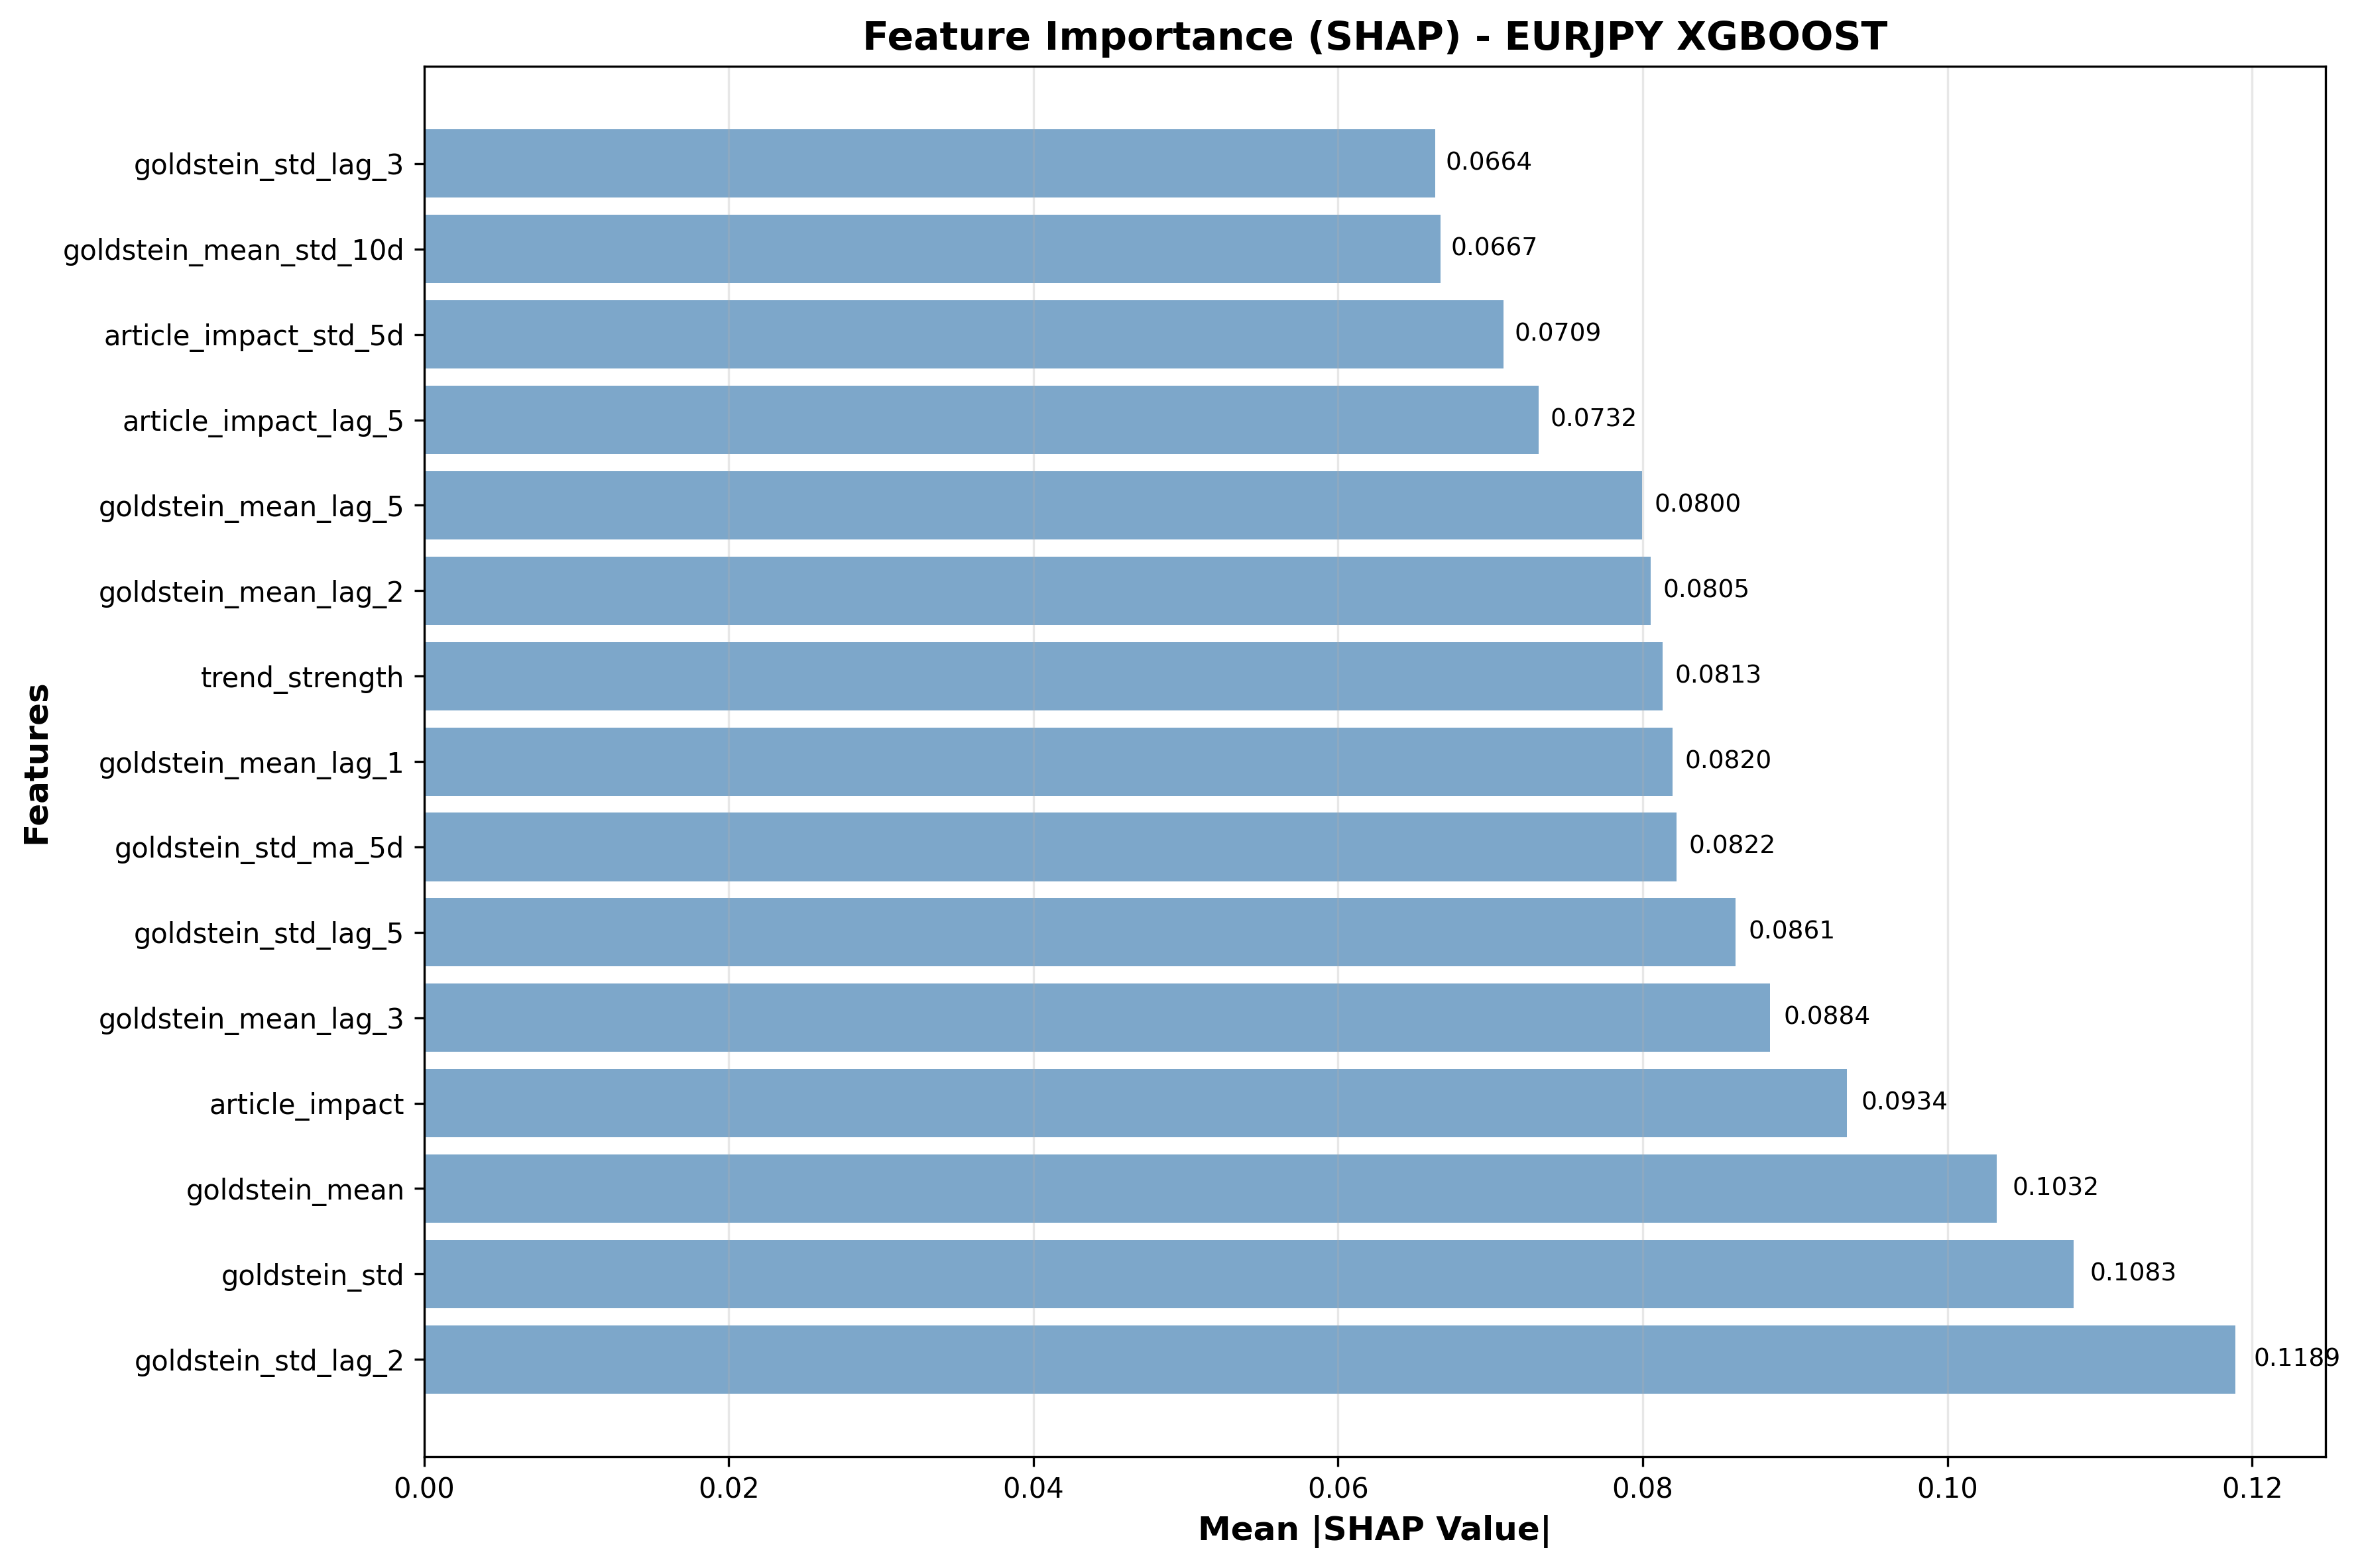 Feature Importance (SHAP) - EURJPY XGBOOST
goldstein_std_lag_3 0.0664
goldstein_mean_std_10d 0.0667
article_impact_std_5d 0.0709
article_impact_lag_5 0.0732
goldstein_mean_lag_5 0.0800
goldstein_mean_lag_2 0.0805
trend_strength 0.0813
goldstein_mean_lag_1 0.0820
goldstein_std_ma_5d 0.0822
goldstein_std_lag_5 0.0861
goldstein_mean_lag_3 0.0884
article_impact 0.0934
goldstein_mean 0.1032
goldstein_std 0.1083
goldstein_std_lag_2 0.1189
Features
0.00 0.02 0.04 0.06 0.08 0.10 0.12
Mean |SHAP Value|